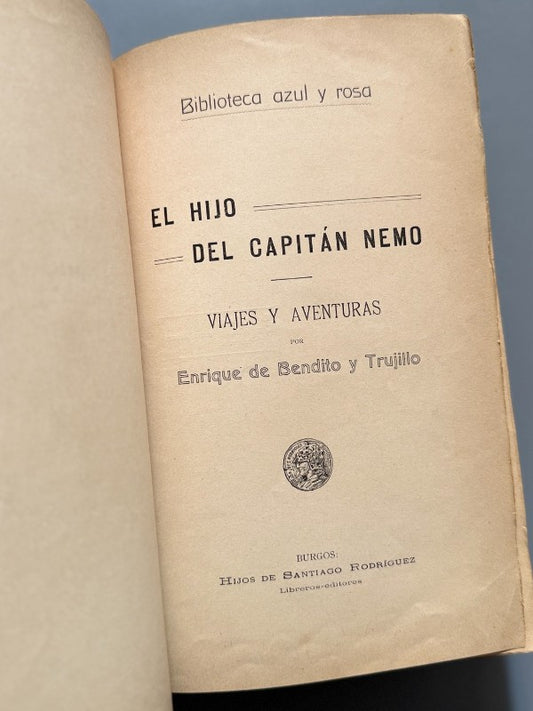 Biblioteca azul y rosa
EL HIJO
DEL CAPITÁN NEMO
VIAJES Y AVENTURAS
POR
Enrique de Bendito y Trujillo
BURGOS:
HIJOS DE SANTIAGO RODRÍGUEZ
Libreros-editores